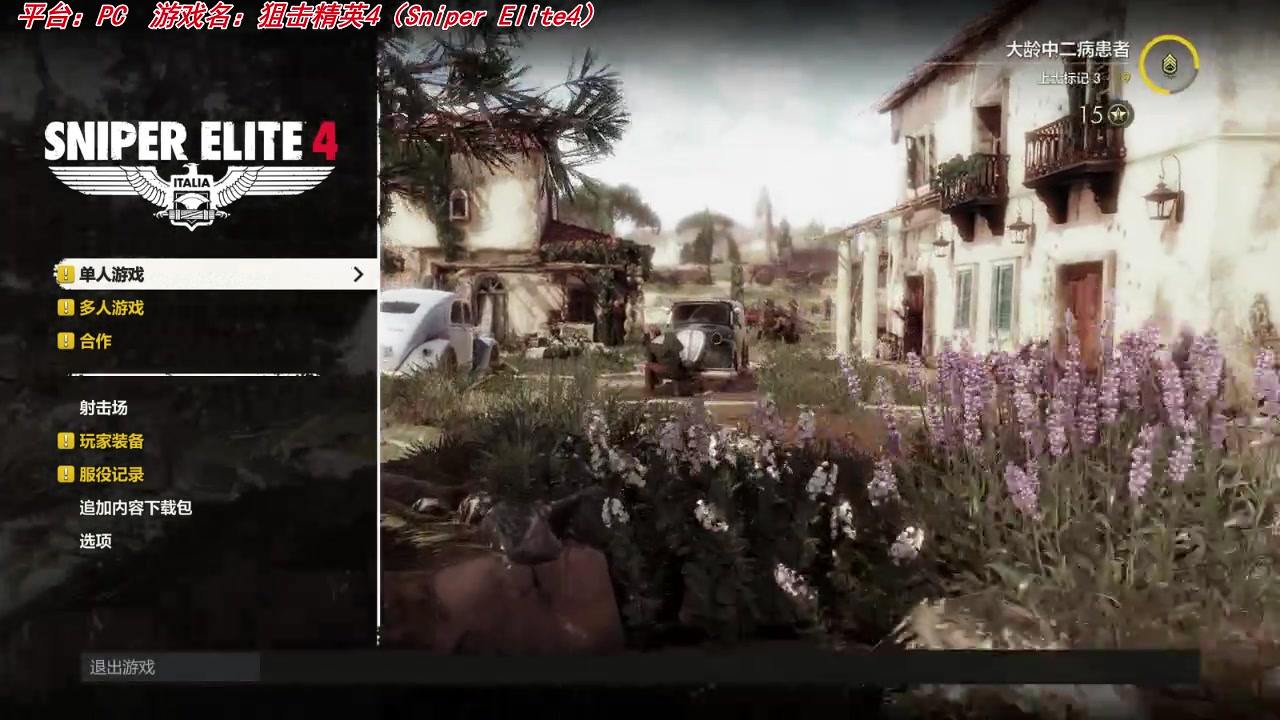 平台：PC 游戏名：狙击精英4（Sniper Elite4）
大龄中二病患者
上士标记 3
15
SNIPER ELITE 4
ITALIA
单人游戏
多人游戏
合作
射击场
玩家装备
服役记录
追加内容下载包
选项
退出游戏